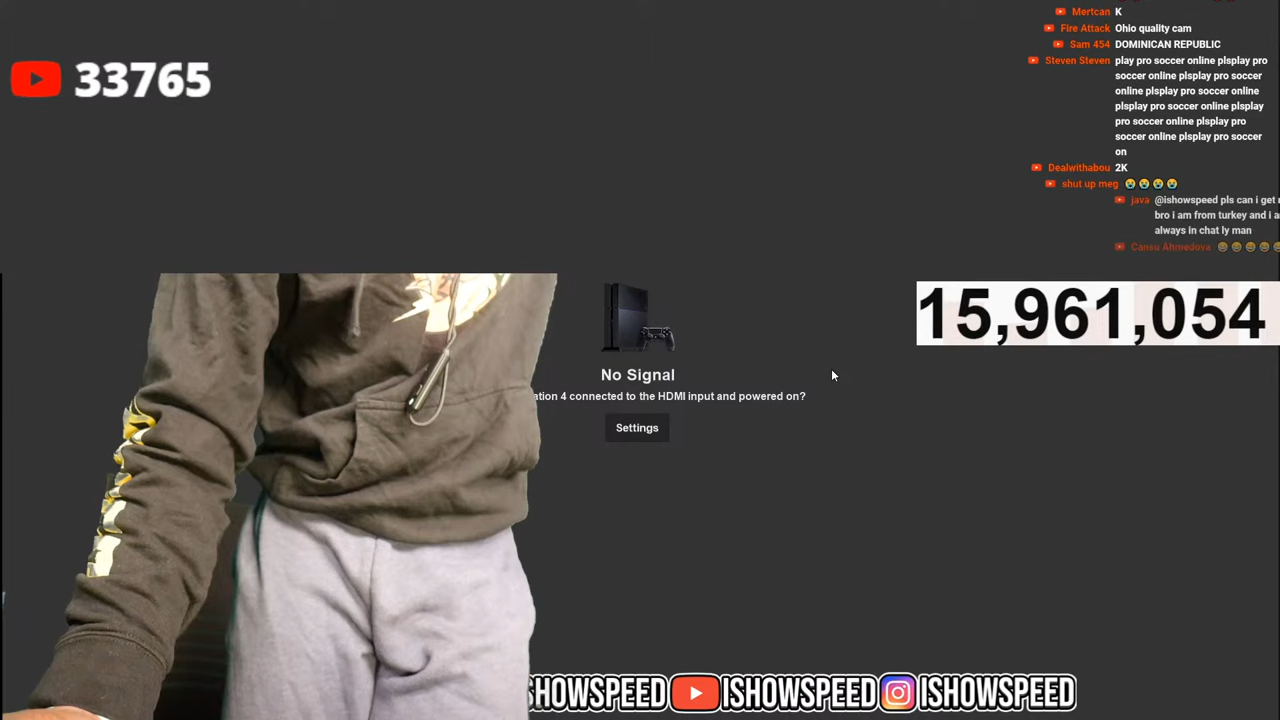 33765
Mertcan K
Fire Attack Ohio quality cam
Sam 454 DOMINICAN REPUBLIC
Steven Steven play pro soccer online plsplay pro
soccer online plsplay pro soccer
online plsplay pro soccer online
plsplay pro soccer online plsplay
pro soccer online plsplay pro
soccer online plsplay pro soccer
on
Dealwithabou 2K
shut up meg 😭😭😭😭
java @ishowspeed pls can i get
bro i am from turkey and i a
always in chat ly man
Cansu Ahmedova
15,961,054
No Signal
ation 4 connected to the HDMI input and powered on?
Settings
SHOWSPEED ISHOWSPEED ISHOWSPEED